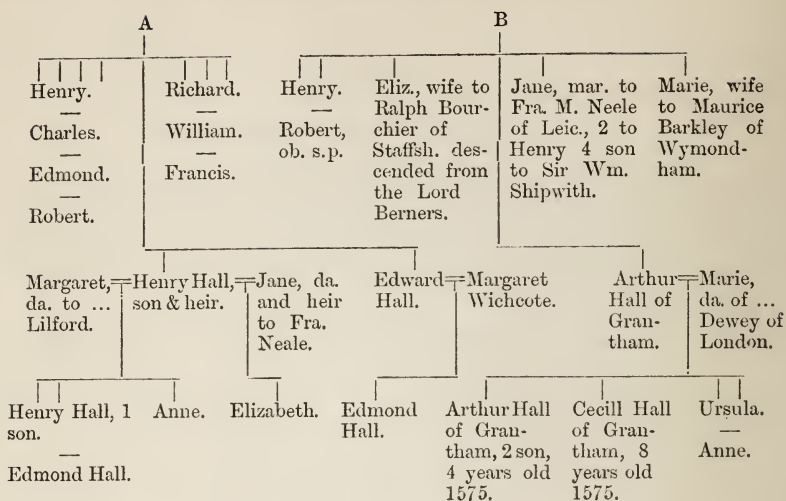 A
B
Henry.
—
Charles.
—
Edmond.
—
Robert.
Richard.
—
William.
—
Francis.
Henry.
—
Robert,
ob. s.p.
Eliz., wife to
Ralph Bour-
chier of
Staffsh. des-
cended from
the Lord
Berners.
Jane, mar. to
Fra. M. Neele
of Leic., 2 to
Henry 4 son
to Sir Wm.
Shipwith.
Marie, wife
to Maurice
Barkley of
Wymond-
ham.
Margaret,
da. to ...
Lilford.
Henry Hall,
son & heir.
Jane, da.
and heir
to Fra.
Neale.
Edward
Hall.
Margaret
Wichcote.
Arthur
Hall of
Gran-
tham.
Marie,
da. of ...
Dewey of
London.
Henry Hall, 1
son.
—
Edmond Hall.
Anne.
Elizabeth.
Edmond
Hall.
Arthur Hall
of Gran-
tham, 2 son,
4 years old
1575.
Cecill Hall
of Gran-
tham, 8
years old
1575.
Ursula.
—
Anne.